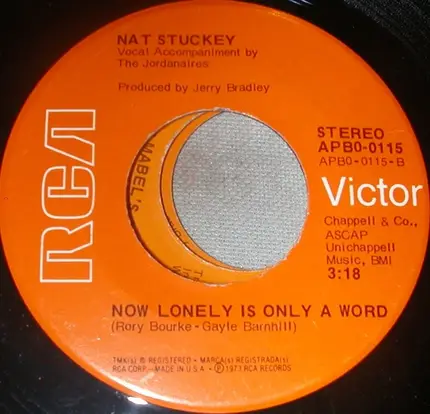 NAT STUCKEY
Vocal Accompaniment by
The Jordanaires
Produced by Jerry Bradley
RCA
MABEL'S
STEREO
APBO-0115
APBO-0115-B
Victor
Chappell & Co.,
ASCAP
Unichappell
Music, BMI
3:18
NOW LONELY IS ONLY A WORD
(Rory Bourke-Gayle Barnhill)
TMK(s) ® REGISTERED • MARCA(s) REGISTRADA(s)
RCA CORP.—MADE IN U.S.A. • ℗ 1973 RCA RECORDS